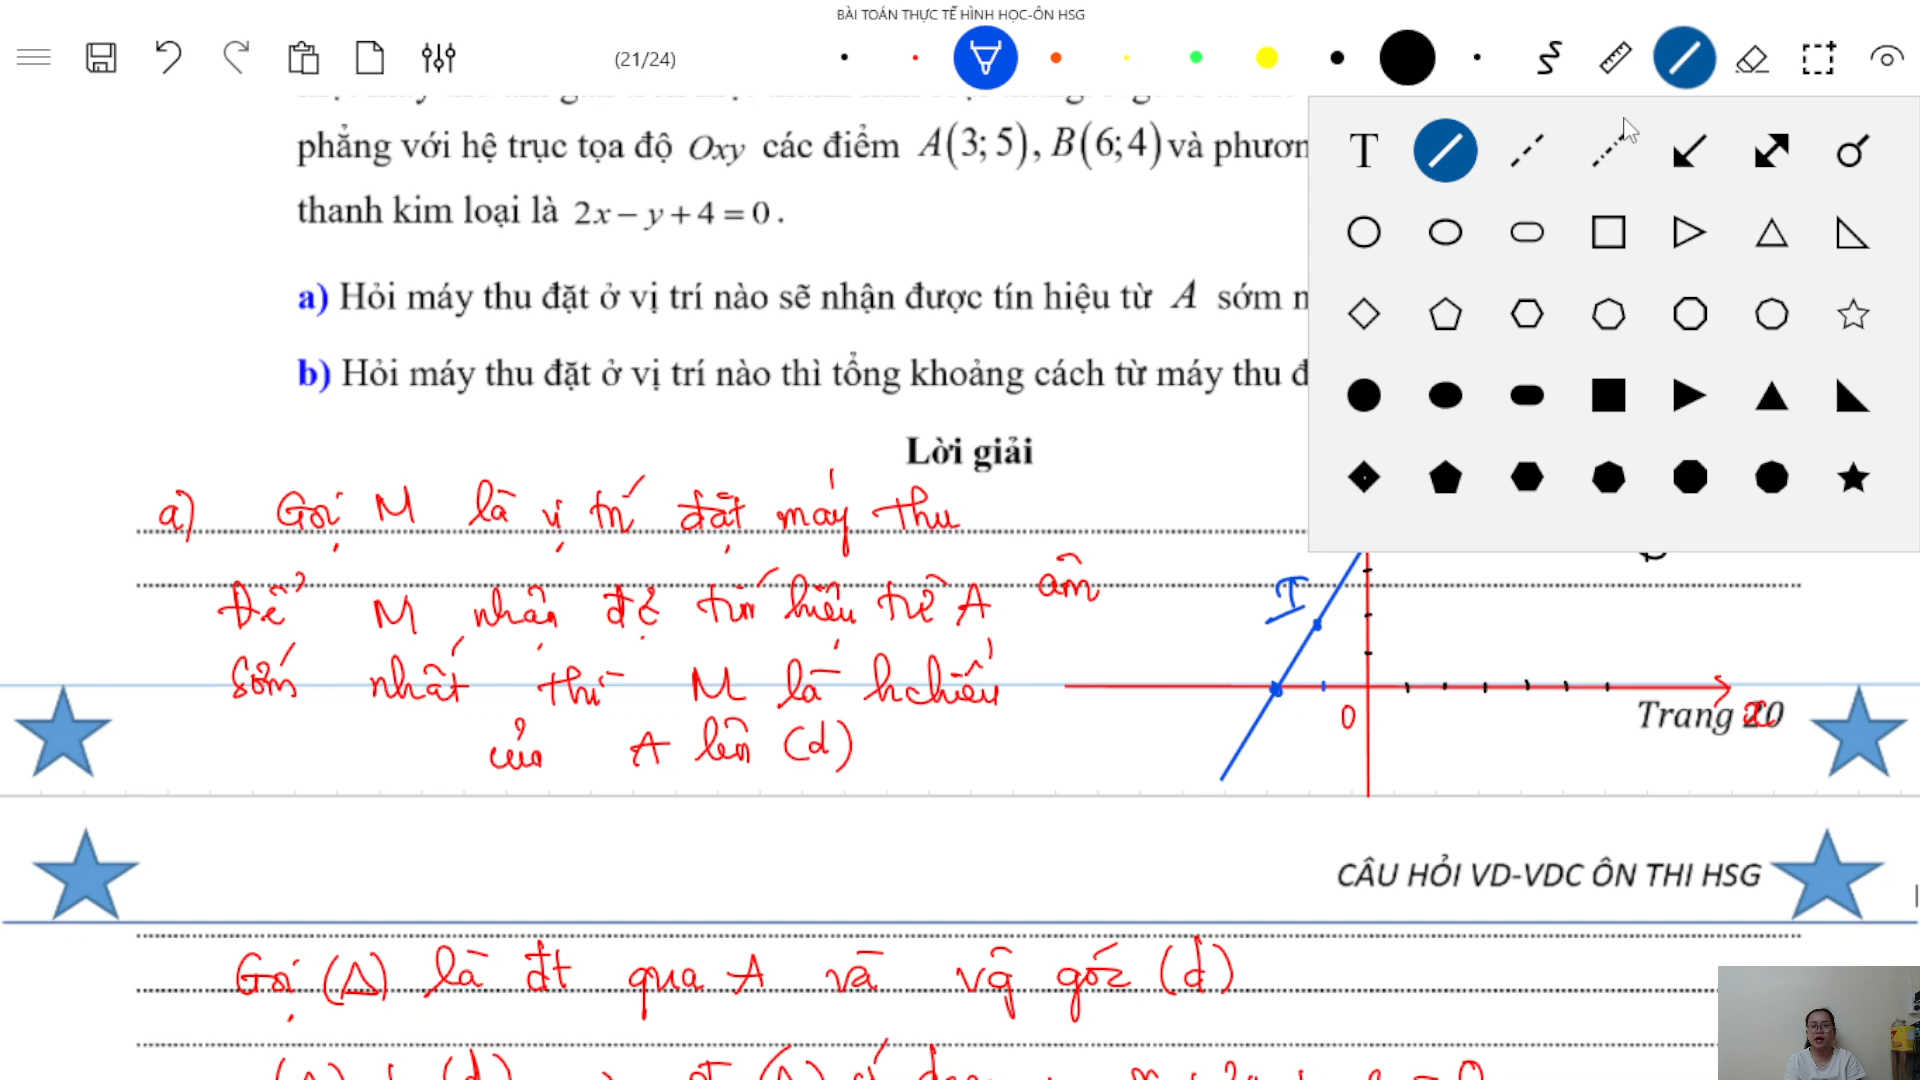 BÀI TOÁN THỰC TẾ HÌNH HỌC-ÔN HSG
(21/24)
T
phẳng với hệ trục tọa độ Oxy các điểm A(3;5), B(6;4) và phươn
thanh kim loại là 2x − y + 4 = 0.
a) Hỏi máy thu đặt ở vị trí nào sẽ nhận được tín hiệu từ A sớm n
b) Hỏi máy thu đặt ở vị trí nào thì tổng khoảng cách từ máy thu đ
Lời giải
a) Gọi M là vị trí đặt máy thu
Để M nhận đc tín hiệu từ A âm
sớm nhất thì M là hchiếu
của A lên (d)
I
0
x
Trang 20
CÂU HỎI VD-VDC ÔN THI HSG
Gọi (Δ) là đt qua A và vg góc (d)